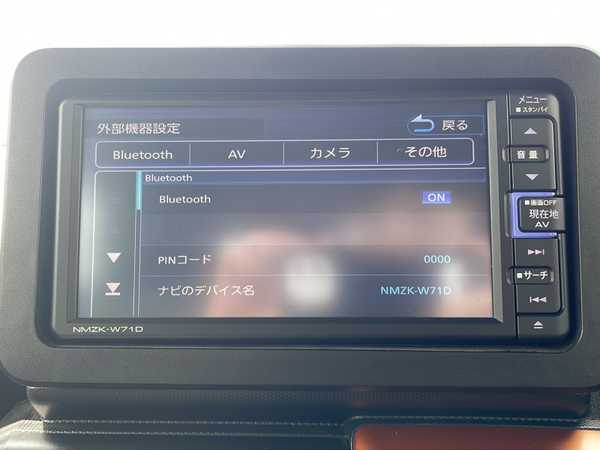 外部機器設定
戻る
Bluetooth AV カメラ その他
Bluetooth
Bluetooth ON
PINコード 0000
ナビのデバイス名 NMZK-W71D
NMZK-W71D
メニュー
■スタンバイ
音量
■画面OFF
現在地
AV
■サーチ